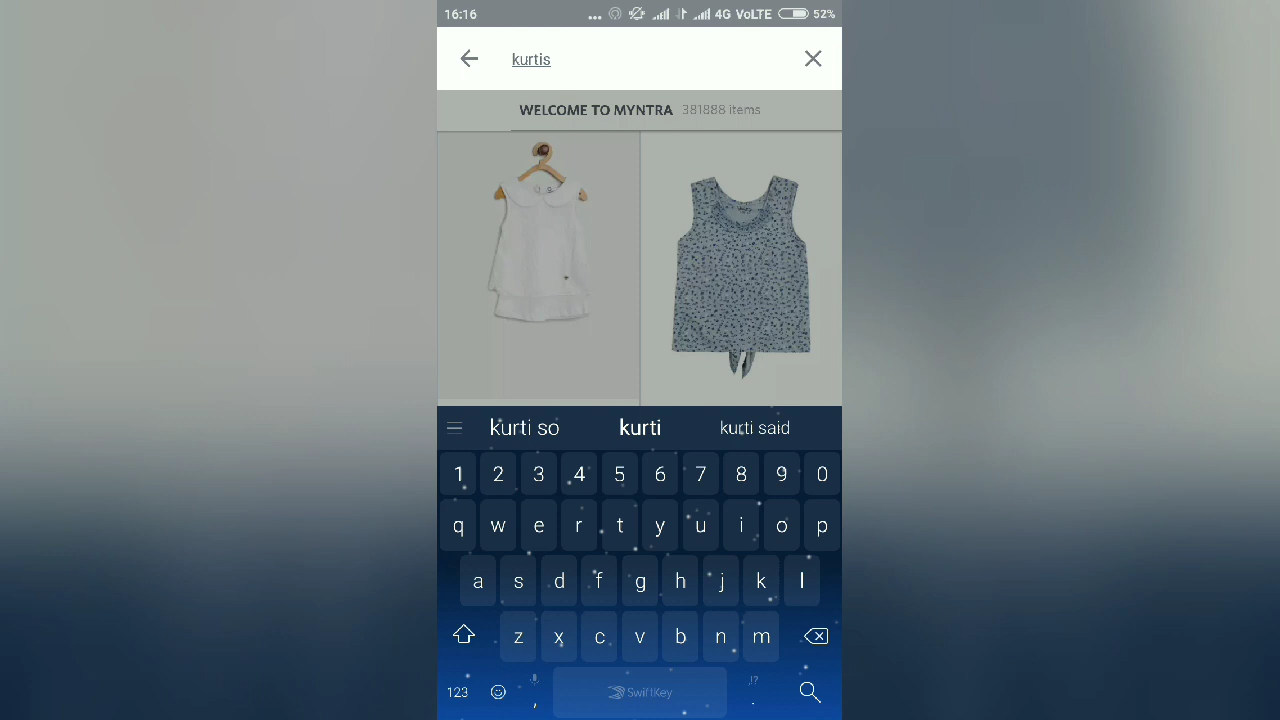 16:16 ... 4G VoLTE 52%
kurtis
WELCOME TO MYNTRA 381888 items
kurti so kurti kurti said
1 2 3 4 5 6 7 8 9 0
q w e r t y u i o p
a s d f g h j k l
z x c v b n m
123 , SwiftKey ,!? .